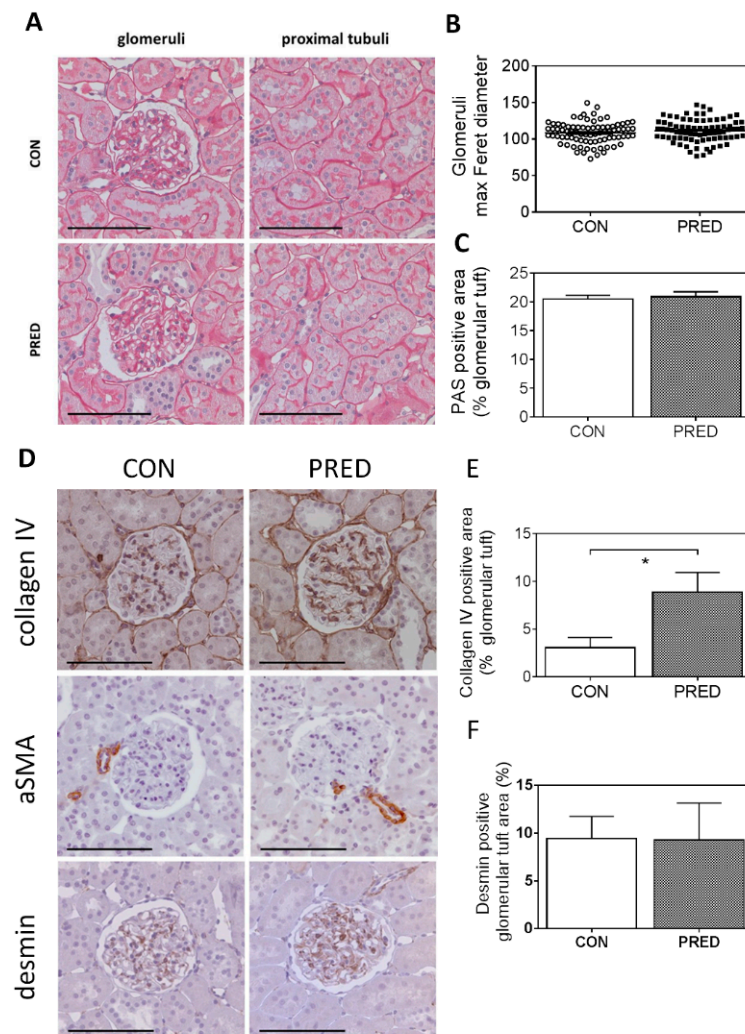 A
glomeruli
proximal tubuli
CON
PRED
B
Glomeruli
max Feret diameter
200
150
100
50
0
CON
PRED
C
PAS positive area
(% glomerular tuft)
25
20
15
10
5
0
CON
PRED
D
CON
PRED
collagen IV
aSMA
desmin
E
Collagen IV positive area
(% glomerular tuft)
15
10
5
0
*
CON
PRED
F
Desmin positive
glomerular tuft area (%)
15
10
5
0
CON
PRED